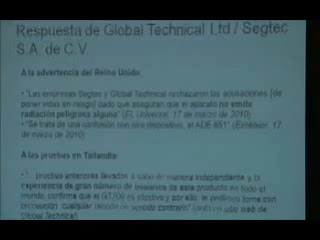 Respuesta de Global Technical Ltd / Segtec
S.A. de C.V
A la advertencia del Reino Unido:
• "Las empresas Segtec y Global Technical rechazaron las acusaciones [de
poner vidas en riesgo] dado que aseguran que el aparato no emite
radiación peligrosa alguna" (El Universal, 17 de marzo de 2010)
• "Se trata de una confusión con otro dispositivo, el ADE 651" (Excélsior, 17
de marzo de 2010)
A las pruebas en Tailandia:
• "pruebas anteriores llevadas a cabo de manera independiente y la
experiencia de gran número de usuarios de este producto en todo el
mundo, confirma que el GT200 es efectivo y por ello, le pedimos tome con
precaución cualquier reporte en sentido contrario" web de
Global Technical)